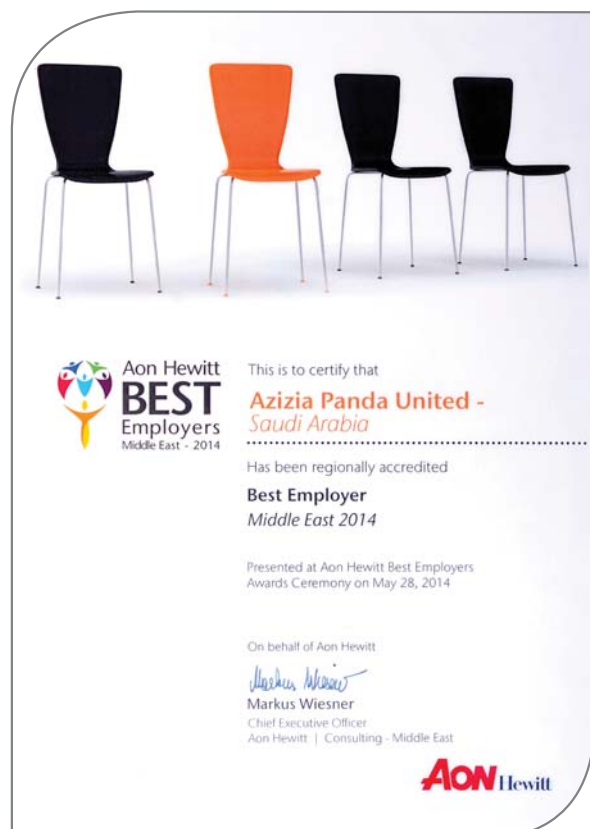 Aon Hewitt
BEST
Employers
Middle East - 2014
This is to certify that
Azizia Panda United -
Saudi Arabia
Has been regionally accredited
Best Employer
Middle East 2014
Presented at Aon Hewitt Best Employers
Awards Ceremony on May 28, 2014
On behalf of Aon Hewitt
Markus Wiesner
Markus Wiesner
Chief Executive Officer
Aon Hewitt | Consulting - Middle East
AON Hewitt